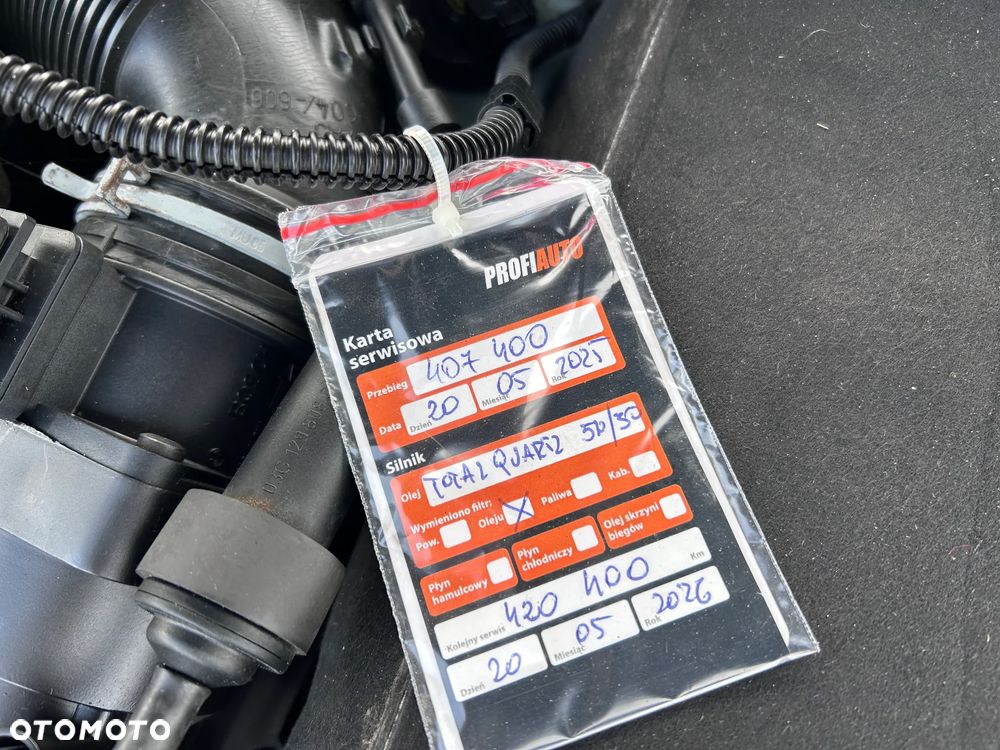 PROFIAUTO
Karta
serwisowa
Przebieg 407 400
Data 20 05 2025
Dzień Miesiąc Rok
Silnik
Olej TOTAL QUARTZ
Wymieniono filtr:
Pow. Oleju X Paliwa Kab.
Płyn
hamulcowy
Płyn
chłodniczy
Olej skrzyni
biegów
Kolejny serwis 420 400 Km
20 05. 2026
Dzień Miesiąc Rok
OTOMOTO